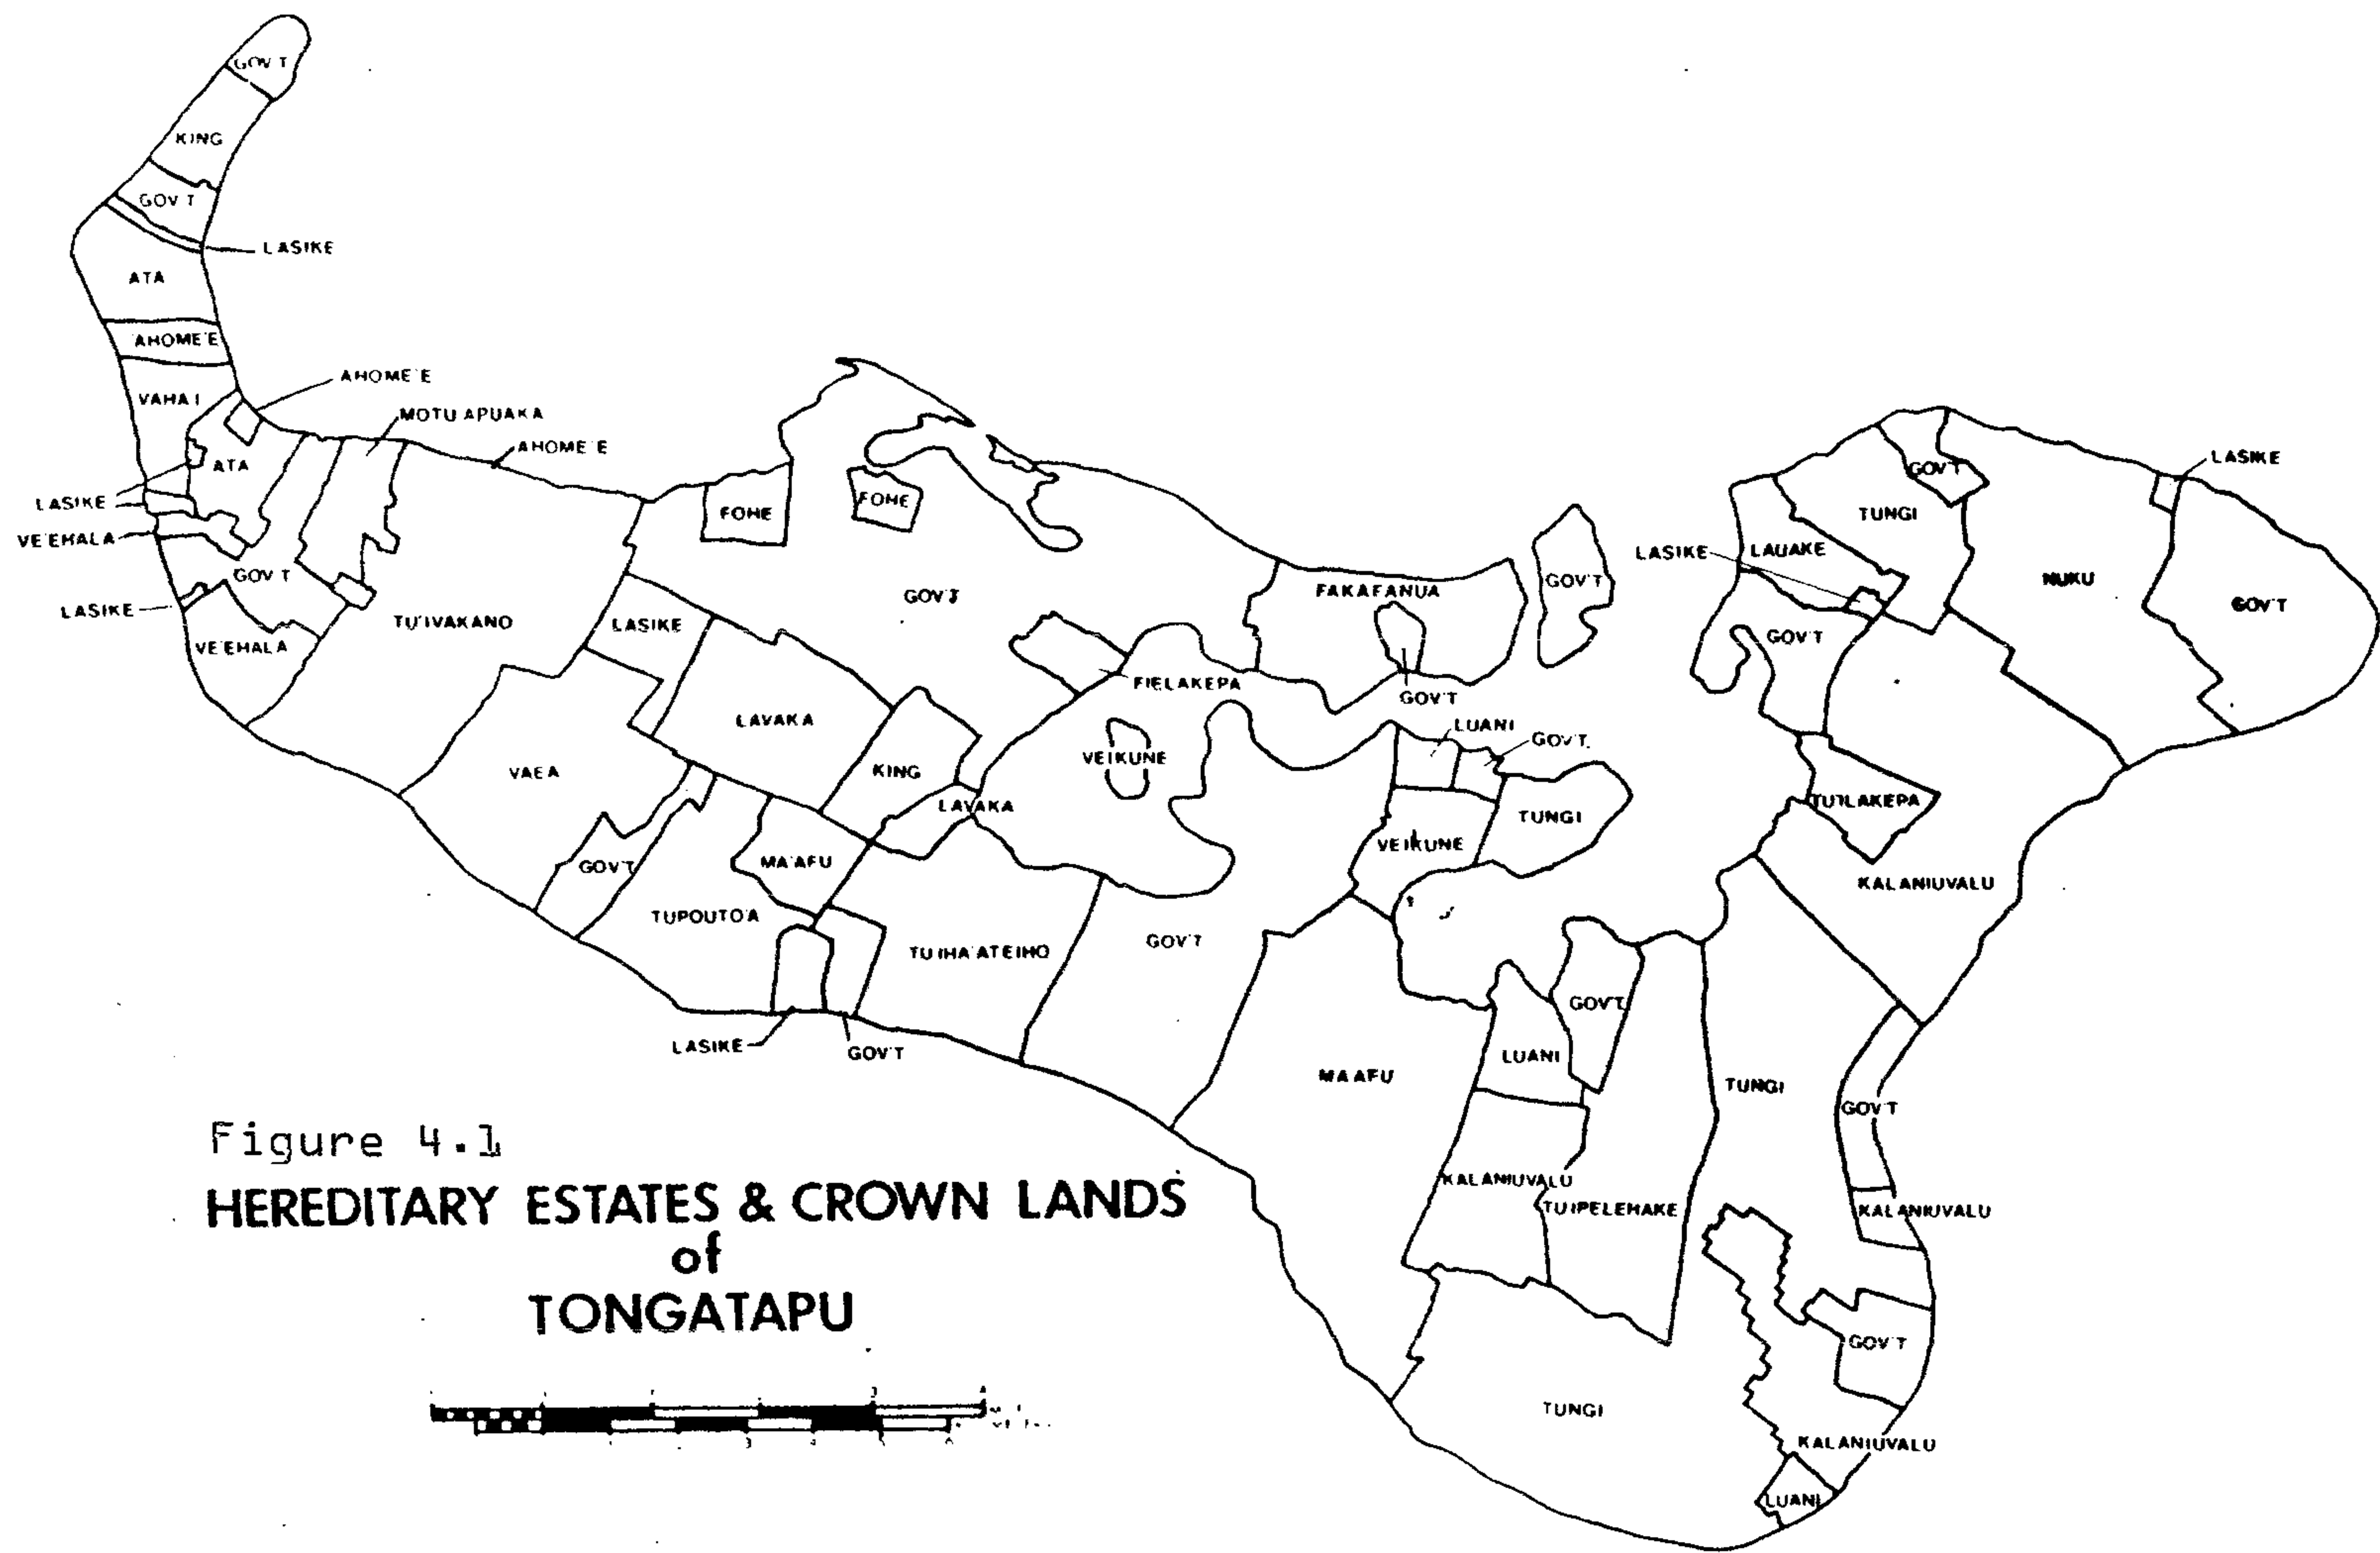 GOV'T
KING
GOV'T
LASIKE
ATA
AHOME'E
AHOME'E
VAHA I
MOTU APUAKA
AHOME'E
ATA
LASIKE
VE'EHALA
GOV'T
LASIKE
VE'EHALA
TU'IVAKANO
FOHE
FOHE
GOV'T
LASIKE
LAVAKA
VAEA
KING
LAVAKA
GOV'T
MA'AFU
TUPOUTO'A
TUIHA'ATEIHO
LASIKE
GOV'T
FIELAKEPA
VEIKUNE
FAKAFANUA
GOV'T
GOV'T
LUANI
GOV'T.
TUNGI
VEIKUNE
GOV'T
MA AFU
LUANI
GOV'T
KALANIUVALU
TUIPELEHAKE
TUNGI
TUNGI
GOV'T
TUNGI
LASIKE
LAUAKE
GOV'T
NUKU
LASIKE
GOV'T
TUILAKEPA
KALANIUVALU
GOV'T
KALANIUVALU
GOV'T
KALANIUVALU
LUANI
Figure 4.1
HEREDITARY ESTATES & CROWN LANDS
of
TONGATAPU